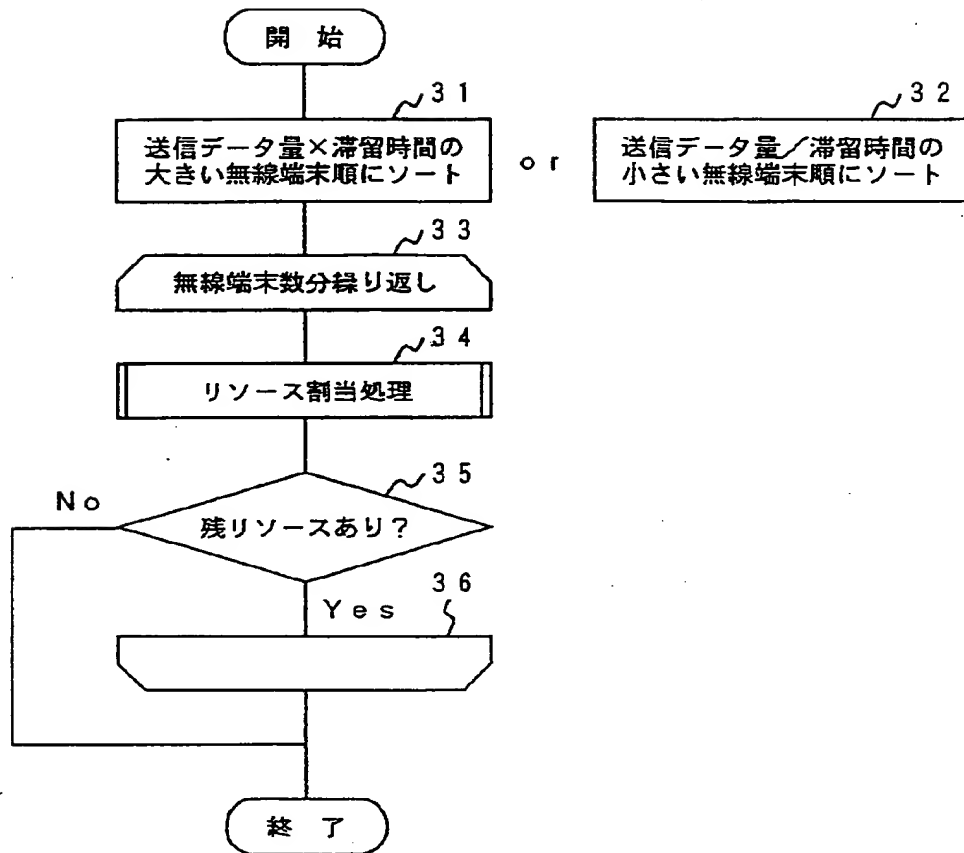 開 始
31
送信データ量×滞留時間の
大きい無線端末順にソート
or
32
送信データ量/滞留時間の
小さい無線端末順にソート
33
無線端末数分繰り返し
34
リソース割当処理
35
No
残リソースあり?
36
Yes
終 了